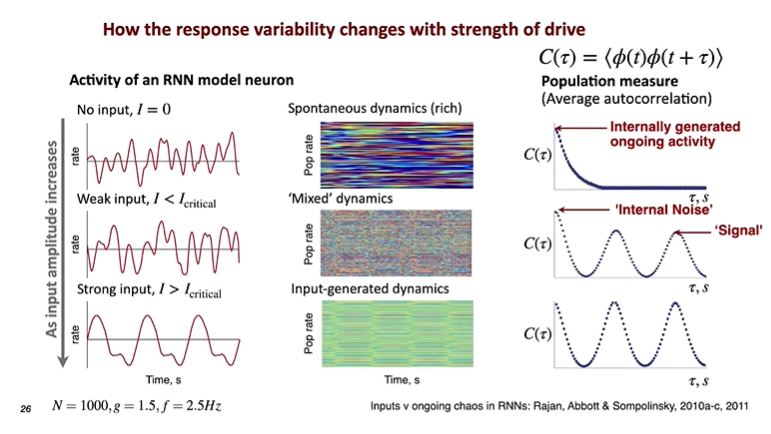 How the response variability changes with strength of drive
C(τ) = ⟨ϕ(t)ϕ(t + τ)⟩
Activity of an RNN model neuron
Population measure
(Average autocorrelation)
As input amplitude increases
No input, I = 0
rate
Spontaneous dynamics (rich)
Pop rate
C(τ)
Internally generated
ongoing activity
τ, s
Weak input, I < Icritical
rate
‘Mixed’ dynamics
Pop rate
C(τ)
'Internal Noise'
‘Signal’
τ, s
Strong input, I > Icritical
rate
Time, s
Input-generated dynamics
Pop rate
Time, s
C(τ)
τ, s
26
N = 1000, g = 1.5, f = 2.5Hz
Inputs v ongoing chaos in RNNs: Rajan, Abbott & Sompolinsky, 2010a-c, 2011